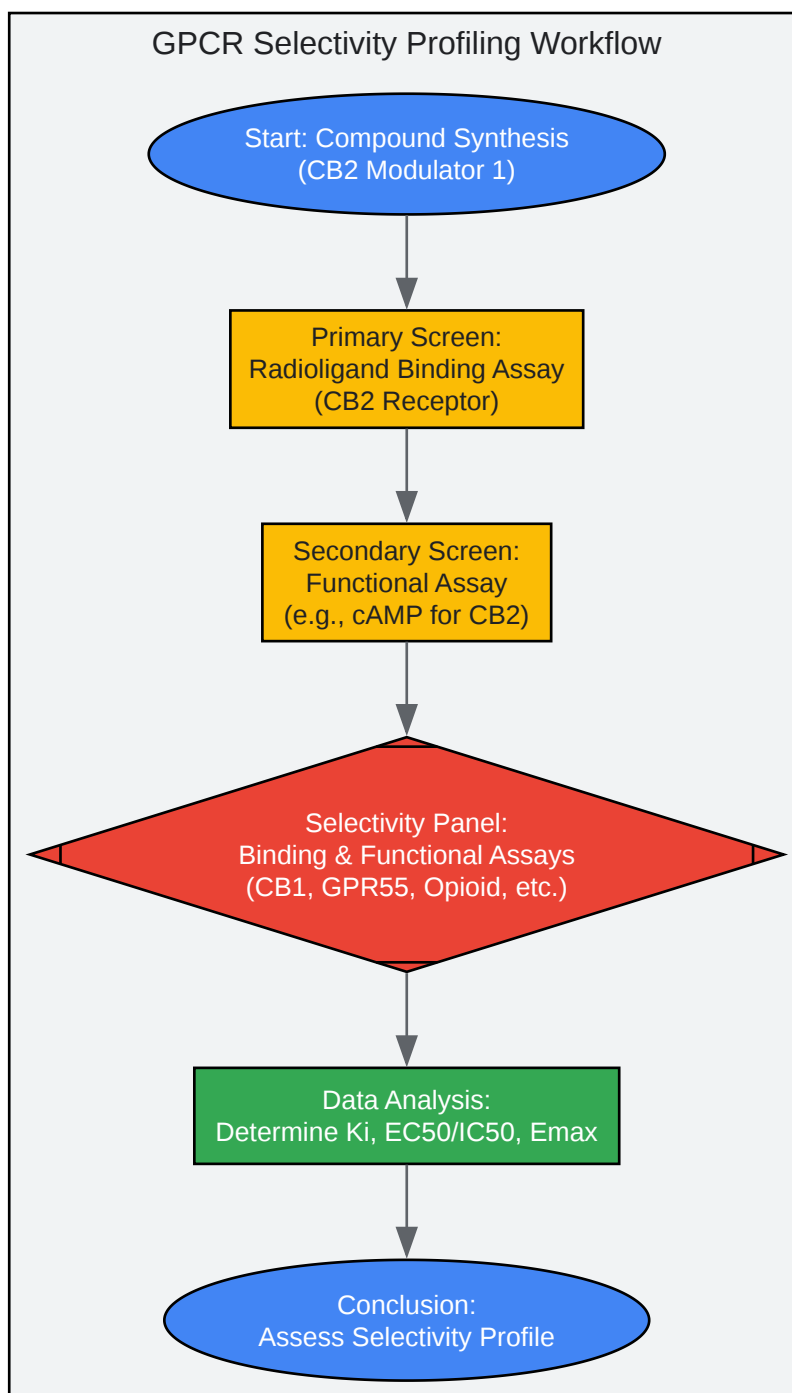 GPCR Selectivity Profiling Workflow
Start: Compound Synthesis
(CB2 Modulator 1)
Primary Screen:
Radioligand Binding Assay
(CB2 Receptor)
Secondary Screen:
Functional Assay
(e.g., cAMP for CB2)
Selectivity Panel:
Binding & Functional Assays
(CB1, GPR55, Opioid, etc.)
Data Analysis:
Determine Ki, EC50/IC50, Emax
Conclusion:
Assess Selectivity Profile